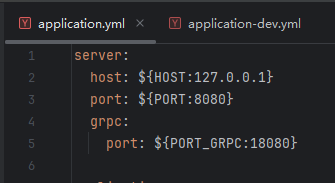 application.yml application-dev.yml
1 server:
2   host: ${HOST:127.0.0.1}
3   port: ${PORT:8080}
4   grpc:
5     port: ${PORT_GRPC:18080}
6